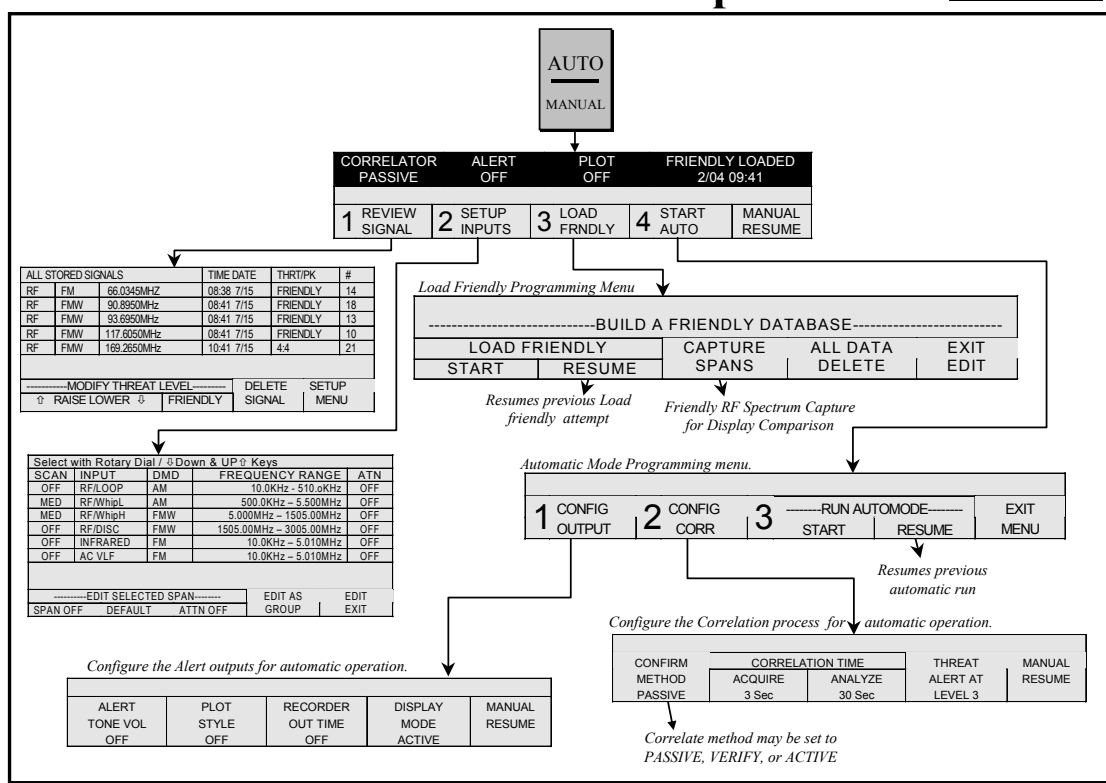 AUTO
MANUAL
CORRELATOR ALERT PLOT FRIENDLY LOADED
PASSIVE OFF OFF 2/04 09:41
1 REVIEW SIGNAL 2 SETUP INPUTS 3 LOAD FRNDLY 4 START AUTO MANUAL RESUME
ALL STORED SIGNALS TIME DATE THRT/PK #
RF FM 66.0345MHZ 08:38 7/15 FRIENDLY 14
RF FMW 90.8950MHz 08:41 7/15 FRIENDLY 18
RF FMW 93.6950MHz 08:41 7/15 FRIENDLY 13
RF FMW 117.6050MHz 08:41 7/15 FRIENDLY 10
RF FMW 169.2650MHz 10:41 7/15 4:4 21
-----------MODIFY THREAT LEVEL--------- DELETE SETUP
⇧ RAISE LOWER ⇩ FRIENDLY SIGNAL MENU
Load Friendly Programming Menu
-----------------------------BUILD A FRIENDLY DATABASE--------------------------
LOAD FRIENDLY CAPTURE ALL DATA EXIT
START RESUME SPANS DELETE EDIT
Resumes previous Load
friendly attempt
Friendly RF Spectrum Capture
for Display Comparison
Select with Rotary Dial / ⇩Down & UP⇧ Keys
SCAN INPUT DMD FREQUENCY RANGE ATN
OFF RF/LOOP AM 10.0KHz - 510.oKHz OFF
MED RF/WhipL AM 500.0KHz – 5.500MHz OFF
MED RF/WhipH FMW 5.000MHz – 1505.00MHz OFF
OFF RF/DISC FMW 1505.00MHz – 3005.00MHz OFF
OFF INFRARED FM 10.0KHz – 5.010MHz OFF
OFF AC VLF FM 10.0KHz – 5.010MHz OFF
----------EDIT SELECTED SPAN-------- EDIT AS EDIT
SPAN OFF DEFAULT ATTN OFF GROUP EXIT
Automatic Mode Programming menu.
1 CONFIG OUTPUT 2 CONFIG CORR 3 --------RUN AUTOMODE-------- EXIT
START RESUME MENU
Resumes previous
automatic run
Configure the Correlation process for automatic operation.
CONFIRM CORRELATION TIME THREAT MANUAL
METHOD ACQUIRE ANALYZE ALERT AT RESUME
PASSIVE 3 Sec 30 Sec LEVEL 3
Correlate method may be set to
PASSIVE, VERIFY, or ACTIVE
Configure the Alert outputs for automatic operation.
ALERT PLOT RECORDER DISPLAY MANUAL
TONE VOL STYLE OUT TIME MODE RESUME
OFF OFF OFF ACTIVE